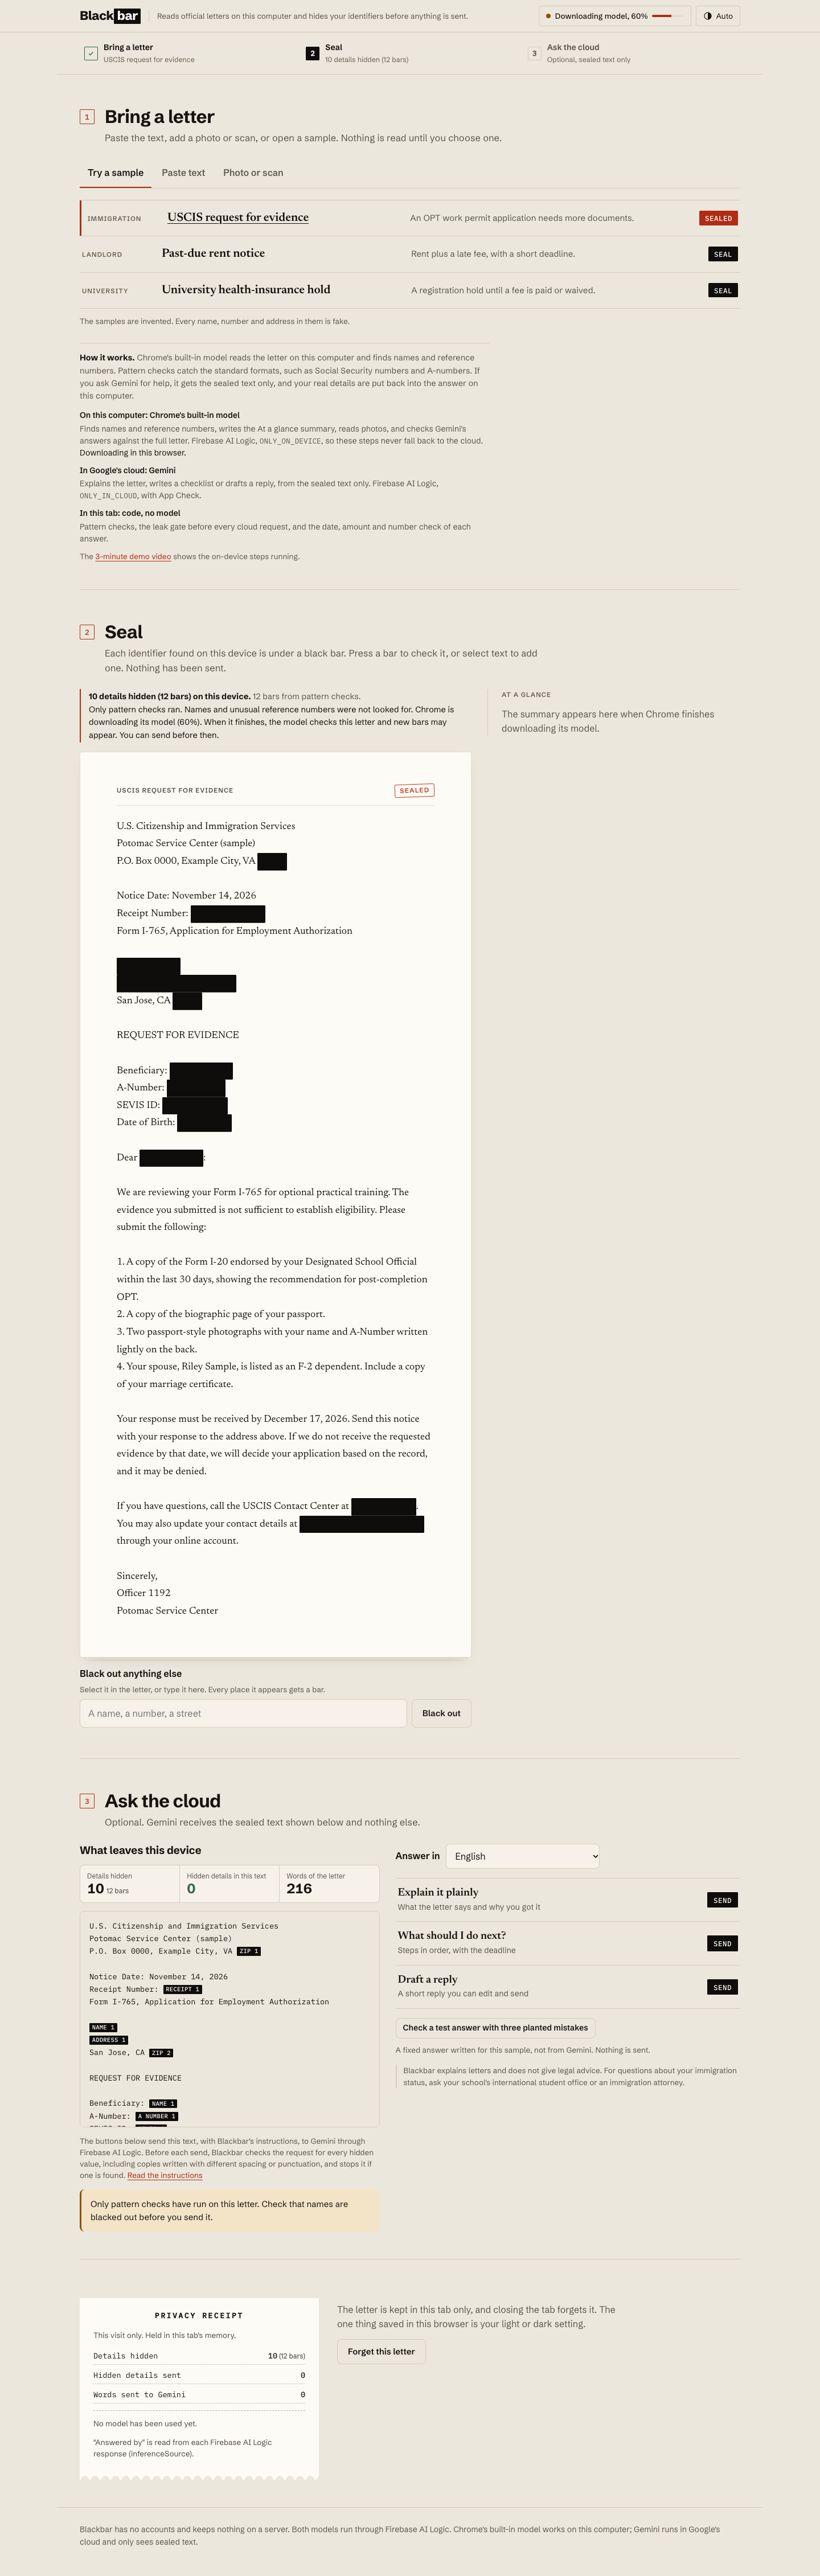 Blackbar
Reads official letters on this computer and hides your identifiers before anything is sent.
Downloading model, 60%
Auto
Bring a letter
USCIS request for evidence
2
Seal
10 details hidden (12 bars)
3
Ask the cloud
Optional, sealed text only
1
Bring a letter
Paste the text, add a photo or scan, or open a sample. Nothing is read until you choose one.
Try a sample
Paste text
Photo or scan
IMMIGRATION
USCIS request for evidence
An OPT work permit application needs more documents.
SEALED
LANDLORD
Past-due rent notice
Rent plus a late fee, with a short deadline.
SEAL
UNIVERSITY
University health-insurance hold
A registration hold until a fee is paid or waived.
SEAL
The samples are invented. Every name, number and address in them is fake.
How it works. Chrome's built-in model reads the letter on this computer and finds names and reference
numbers. Pattern checks catch the standard formats, such as Social Security numbers and A-numbers. If
you ask Gemini for help, it gets the sealed text only, and your real details are put back into the answer on
this computer.
On this computer: Chrome's built-in model
Finds names and reference numbers, writes the At a glance summary, reads photos, and checks Gemini's
answers against the full letter. Firebase AI Logic, ONLY_ON_DEVICE, so these steps never fall back to the cloud.
Downloading in this browser.
In Google's cloud: Gemini
Explains the letter, writes a checklist or drafts a reply, from the sealed text only. Firebase AI Logic,
ONLY_IN_CLOUD, with App Check.
In this tab: code, no model
Pattern checks, the leak gate before every cloud request, and the date, amount and number check of each
answer.
The 3-minute demo video shows the on-device steps running.
2
Seal
Each identifier found on this device is under a black bar. Press a bar to check it, or select text to add
one. Nothing has been sent.
10 details hidden (12 bars) on this device. 12 bars from pattern checks.
Only pattern checks ran. Names and unusual reference numbers were not looked for. Chrome is
downloading its model (60%). When it finishes, the model checks this letter and new bars may
appear. You can send before then.
AT A GLANCE
The summary appears here when Chrome finishes
downloading its model.
USCIS REQUEST FOR EVIDENCE
SEALED
U.S. Citizenship and Immigration Services
Potomac Service Center (sample)
P.O. Box 0000, Example City, VA
Notice Date: November 14, 2026
Receipt Number:
Form I-765, Application for Employment Authorization
San Jose, CA
REQUEST FOR EVIDENCE
Beneficiary:
A-Number:
SEVIS ID:
Date of Birth:
Dear :
We are reviewing your Form I-765 for optional practical training. The
evidence you submitted is not sufficient to establish eligibility. Please
submit the following:
1. A copy of the Form I-20 endorsed by your Designated School Official
within the last 30 days, showing the recommendation for post-completion
OPT.
2. A copy of the biographic page of your passport.
3. Two passport-style photographs with your name and A-Number written
lightly on the back.
4. Your spouse, Riley Sample, is listed as an F-2 dependent. Include a copy
of your marriage certificate.
Your response must be received by December 17, 2026. Send this notice
with your response to the address above. If we do not receive the requested
evidence by that date, we will decide your application based on the record,
and it may be denied.
If you have questions, call the USCIS Contact Center at .
You may also update your contact details at
through your online account.
Sincerely,
Officer 1192
Potomac Service Center
Black out anything else
Select it in the letter, or type it here. Every place it appears gets a bar.
A name, a number, a street
Black out
3
Ask the cloud
Optional. Gemini receives the sealed text shown below and nothing else.
What leaves this device
Details hidden
10 12 bars
Hidden details in this text
0
Words of the letter
216
U.S. Citizenship and Immigration Services
Potomac Service Center (sample)
P.O. Box 0000, Example City, VA ZIP 1
Notice Date: November 14, 2026
Receipt Number: RECEIPT 1
Form I-765, Application for Employment Authorization
NAME 1
ADDRESS 1
San Jose, CA ZIP 2
REQUEST FOR EVIDENCE
Beneficiary: NAME 1
A-Number: A NUMBER 1
The buttons below send this text, with Blackbar's instructions, to Gemini through
Firebase AI Logic. Before each send, Blackbar checks the request for every hidden
value, including copies written with different spacing or punctuation, and stops it if
one is found. Read the instructions
Only pattern checks have run on this letter. Check that names are
blacked out before you send it.
Answer in
English
Explain it plainly
What the letter says and why you got it
SEND
What should I do next?
Steps in order, with the deadline
SEND
Draft a reply
A short reply you can edit and send
SEND
Check a test answer with three planted mistakes
A fixed answer written for this sample, not from Gemini. Nothing is sent.
Blackbar explains letters and does not give legal advice. For questions about your immigration
status, ask your school's international student office or an immigration attorney.
PRIVACY RECEIPT
This visit only. Held in this tab's memory.
Details hidden 10 (12 bars)
Hidden details sent 0
Words sent to Gemini 0
No model has been used yet.
"Answered by" is read from each Firebase AI Logic
response (inferenceSource).
The letter is kept in this tab only, and closing the tab forgets it. The
one thing saved in this browser is your light or dark setting.
Forget this letter
Blackbar has no accounts and keeps nothing on a server. Both models run through Firebase AI Logic. Chrome's built-in model works on this computer; Gemini runs in Google's
cloud and only sees sealed text.